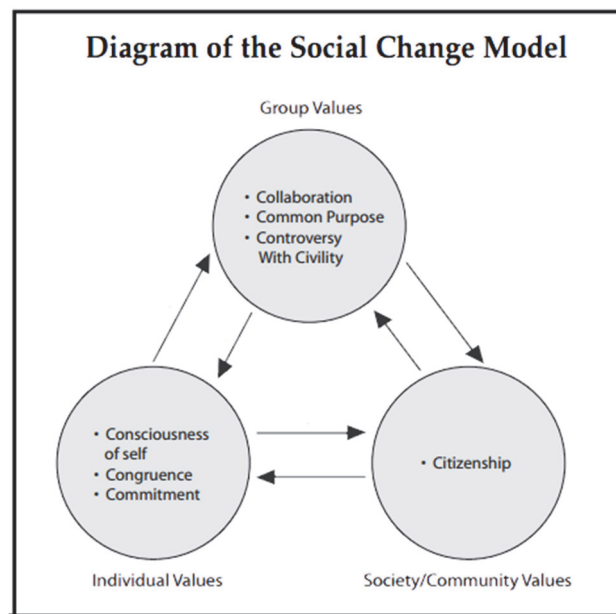 Diagram of the Social Change Model
Group Values
• Collaboration
• Common Purpose
• Controversy
With Civility
• Consciousness
of self
• Congruence
• Commitment
• Citizenship
Individual Values
Society/Community Values